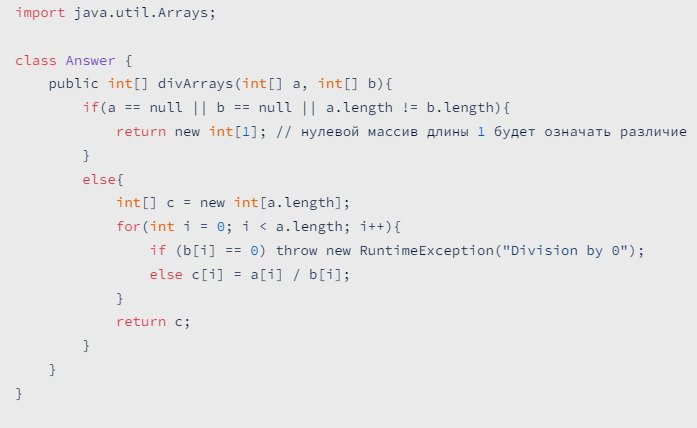 import java.util.Arrays;
class Answer {
public int[] divArrays(int[] a, int[] b){
if(a == null || b == null || a.length != b.length){
return new int[1]; // нулевой массив длины 1 будет означать различие
}
else{
int[] c = new int[a.length];
for(int i = 0; i < a.length; i++){
if (b[i] == 0) throw new RuntimeException("Division by 0");
else c[i] = a[i] / b[i];
}
return c;
}
}
}